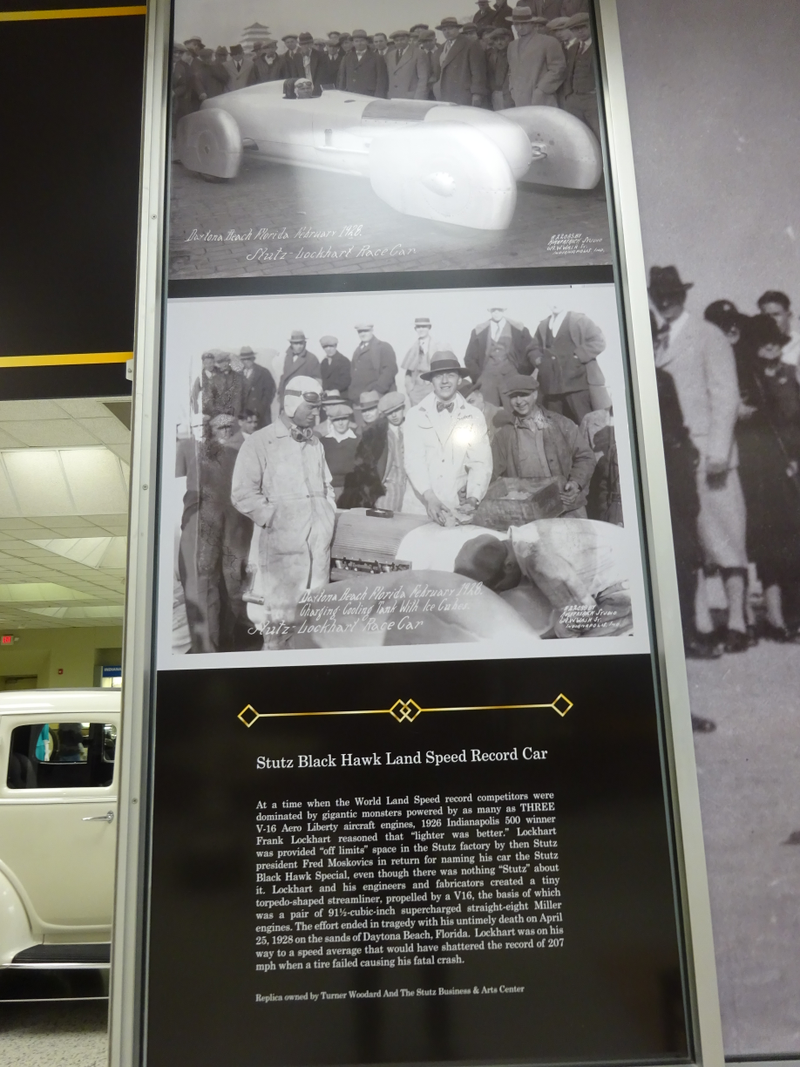 Daytona Beach Florida February 1928.
Stutz-Lockhart Race Car
Stutz Black Hawk Land Speed Record Car
At a time when the World Land Speed record competitors were
dominated by gigantic monsters powered by as many as THREE
V-16 Aero Liberty aircraft engines, 1926 Indianapolis 500 winner
Frank Lockhart reasoned that "lighter was better." Lockhart
was provided "off limits" space in the Stutz factory by then Stutz
president Fred Moskovics in return for naming his car the Stutz
Black Hawk Special, even though there was nothing "Stutz" about
it. Lockhart and his engineers and fabricators created a tiny
torpedo-shaped streamliner, propelled by a V16, the basis of which
was a pair of 91½-cubic-inch supercharged straight-eight Miller
engines. The effort ended in tragedy with his untimely death on April
25, 1928 on the sands of Daytona Beach, Florida. Lockhart was on his
way to a speed average that would have shattered the record of 207
mph when a tire failed causing his fatal crash.
Replica owned by Turner Woodard And The Stutz Business & Arts Center
Daytona Beach Florida February 1928.
Charging Cooling Tank With Ice Cubes.
Stutz-Lockhart Race Car